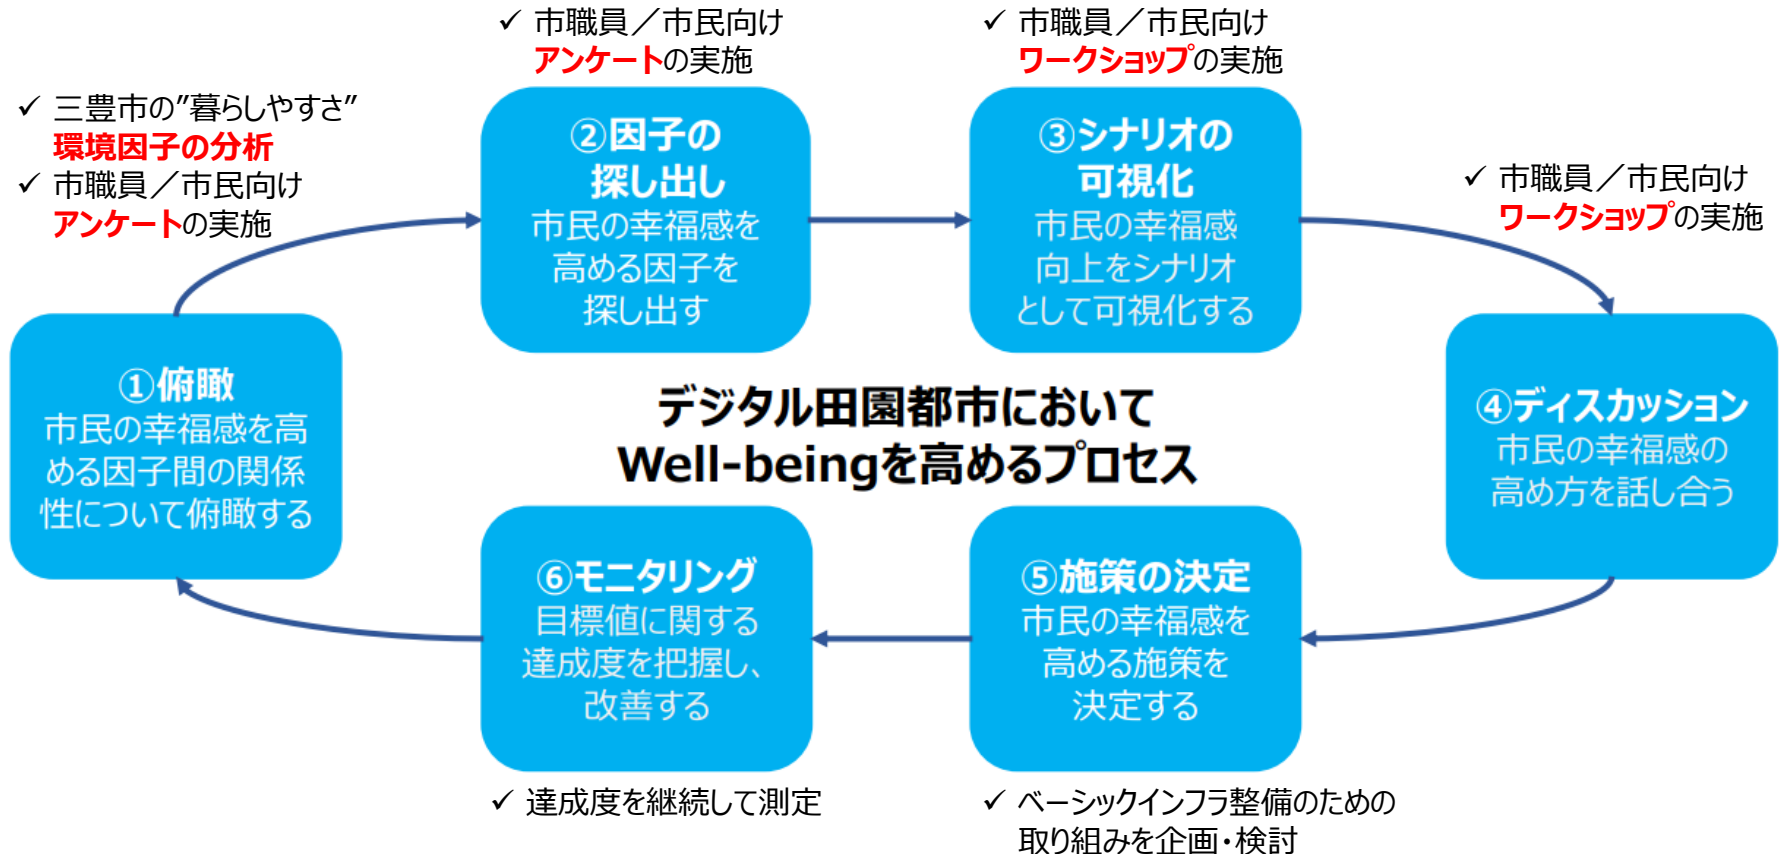 ✓ 三豊市の”暮らしやすさ”
環境因子の分析
✓ 市職員／市民向け
アンケートの実施
①俯瞰
市民の幸福感を高
める因子間の関係
性について俯瞰する
✓ 市職員／市民向け
アンケートの実施
②因子の
探し出し
市民の幸福感を
高める因子を
探し出す
✓ 市職員／市民向け
ワークショップの実施
③シナリオの
可視化
市民の幸福感
向上をシナリオ
として可視化する
✓ 市職員／市民向け
ワークショップの実施
④ディスカッション
市民の幸福感の
高め方を話し合う
デジタル田園都市において
Well-beingを高めるプロセス
⑤施策の決定
市民の幸福感を
高める施策を
決定する
✓ ベーシックインフラ整備のための
取り組みを企画・検討
⑥モニタリング
目標値に関する
達成度を把握し、
改善する
✓ 達成度を継続して測定